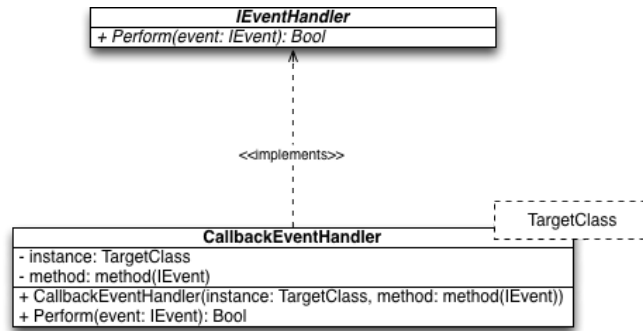 IEventHandler
+ Perform(event: IEvent): Bool
<<implements>>
TargetClass
CallbackEventHandler
- instance: TargetClass
- method: method(IEvent)
+ CallbackEventHandler(instance: TargetClass, method: method(IEvent))
+ Perform(event: IEvent): Bool